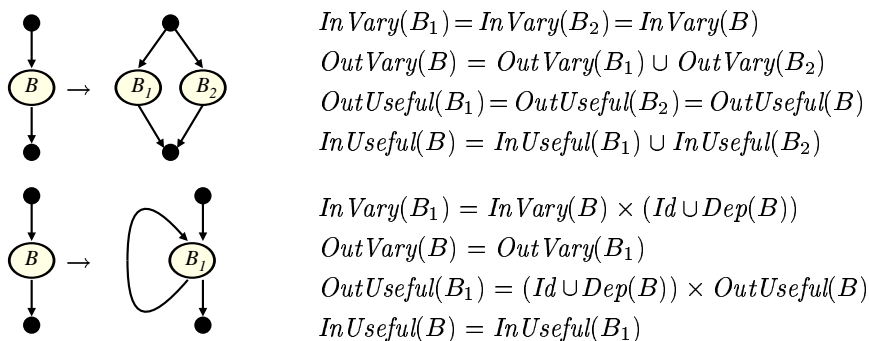 B → B₁ B₂
InVary(B₁) = InVary(B₂) = InVary(B)
OutVary(B) = OutVary(B₁) ∪ OutVary(B₂)
OutUseful(B₁) = OutUseful(B₂) = OutUseful(B)
InUseful(B) = InUseful(B₁) ∪ InUseful(B₂)
B → B₁
InVary(B₁) = InVary(B) × (Id ∪ Dep(B))
OutVary(B) = OutVary(B₁)
OutUseful(B₁) = (Id ∪ Dep(B)) × OutUseful(B)
InUseful(B) = InUseful(B₁)